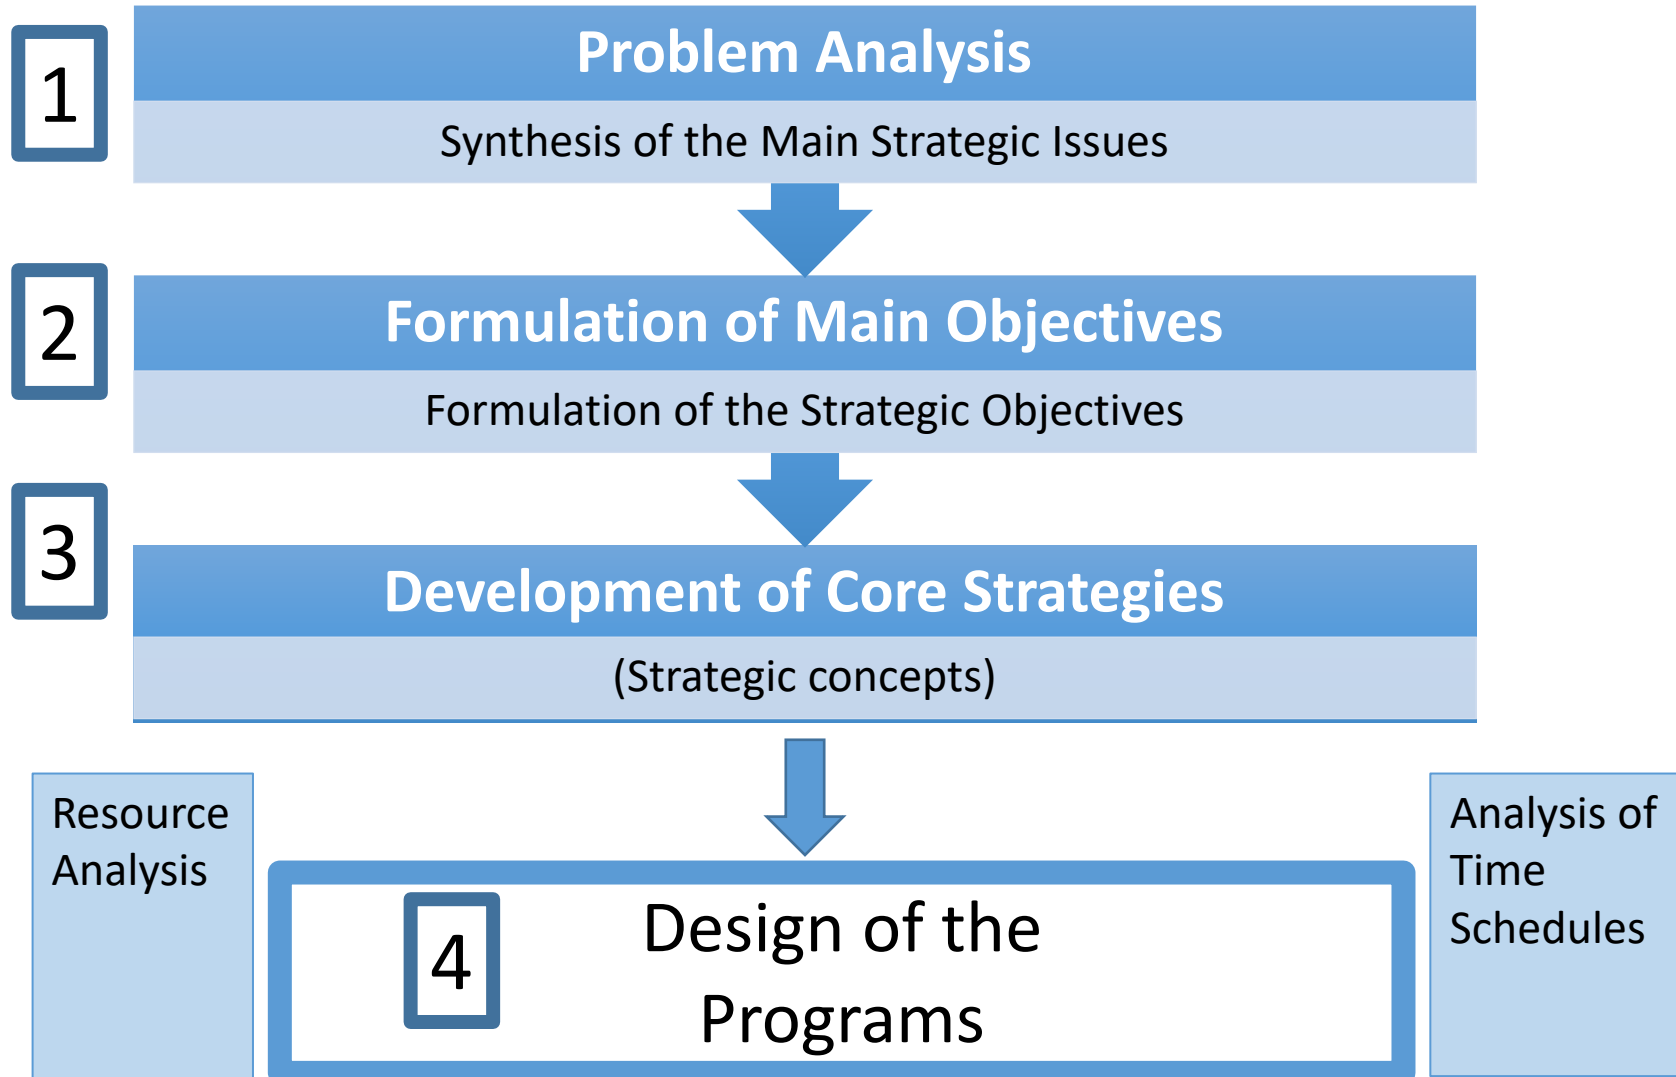 1
Problem Analysis
Synthesis of the Main Strategic Issues
2
Formulation of Main Objectives
Formulation of the Strategic Objectives
3
Development of Core Strategies
(Strategic concepts)
Resource
Analysis
4
Design of the
Programs
Analysis of
Time
Schedules